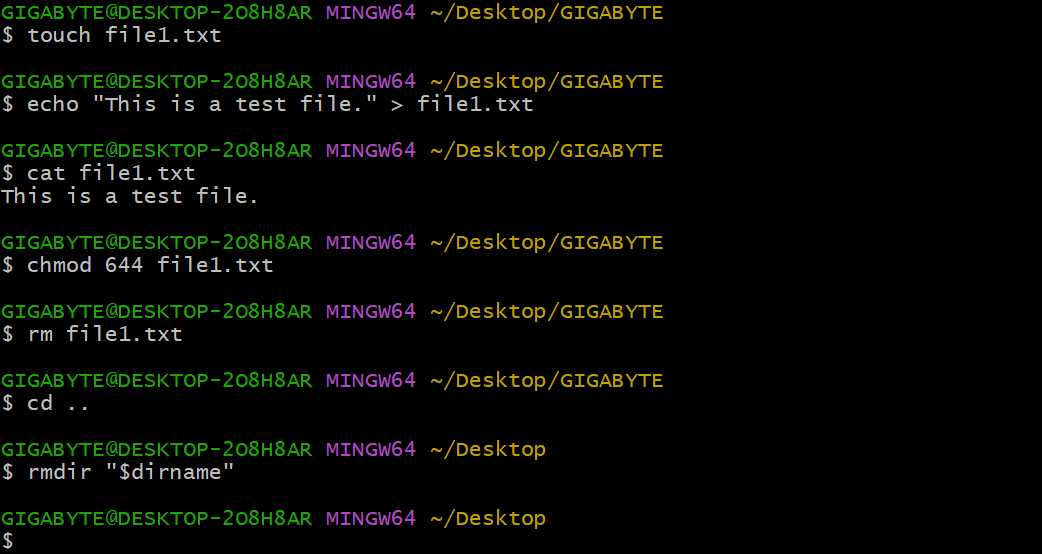 GIGABYTE@DESKTOP-2O8H8AR MINGW64 ~/Desktop/GIGABYTE
$ touch file1.txt
GIGABYTE@DESKTOP-2O8H8AR MINGW64 ~/Desktop/GIGABYTE
$ echo "This is a test file." > file1.txt
GIGABYTE@DESKTOP-2O8H8AR MINGW64 ~/Desktop/GIGABYTE
$ cat file1.txt
This is a test file.
GIGABYTE@DESKTOP-2O8H8AR MINGW64 ~/Desktop/GIGABYTE
$ chmod 644 file1.txt
GIGABYTE@DESKTOP-2O8H8AR MINGW64 ~/Desktop/GIGABYTE
$ rm file1.txt
GIGABYTE@DESKTOP-2O8H8AR MINGW64 ~/Desktop/GIGABYTE
$ cd ..
GIGABYTE@DESKTOP-2O8H8AR MINGW64 ~/Desktop
$ rmdir "$dirname"
GIGABYTE@DESKTOP-2O8H8AR MINGW64 ~/Desktop
$